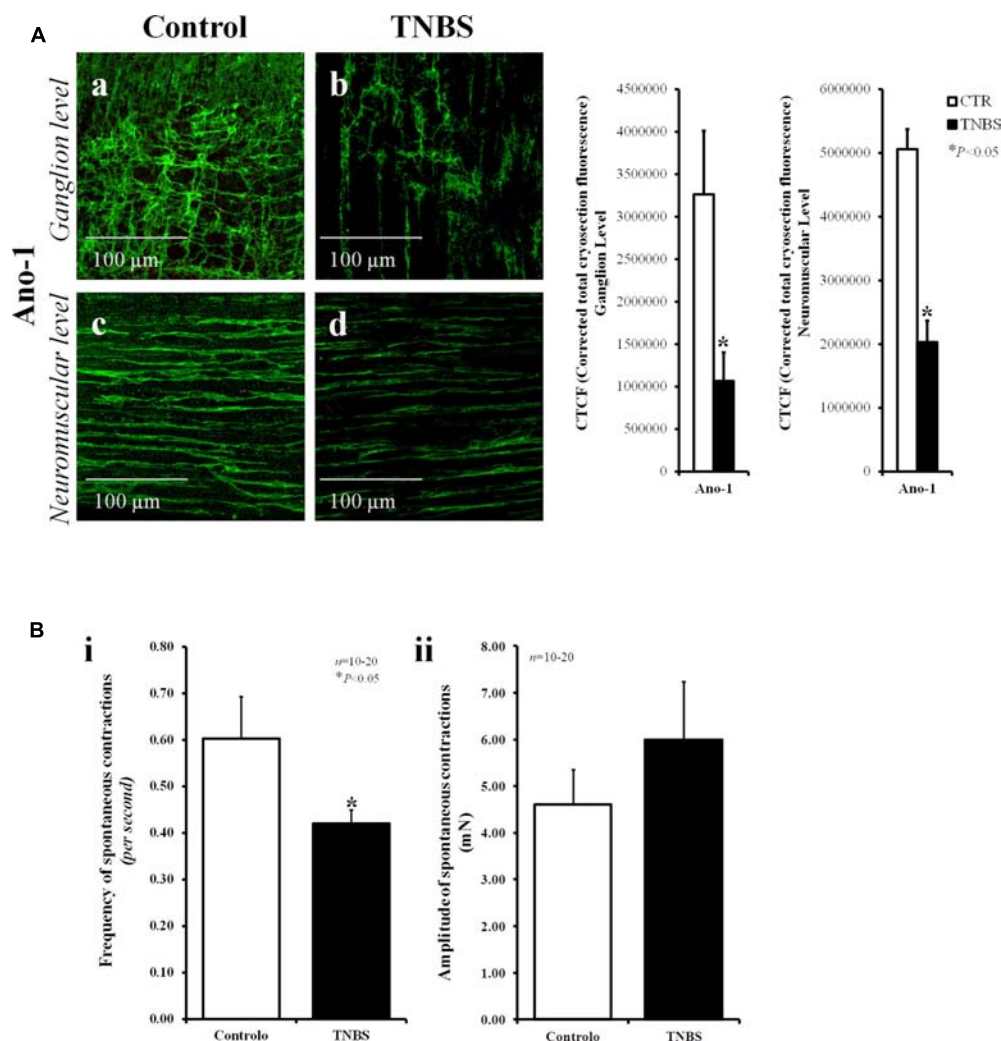 A
Control
TNBS
Ano-1
Ganglion level
Neuromuscular level
a
100 µm
b
100 µm
c
100 µm
d
100 µm
CTCF (Corrected total cryosection fluorescence)
Ganglion Level
4500000
4000000
3500000
3000000
2500000
2000000
1500000
1000000
500000
0
*
Ano-1
CTCF (Corrected total cryosection fluorescence)
Neuromuscular Level
6000000
5000000
4000000
3000000
2000000
1000000
0
*
Ano-1
CTR
TNBS
*P<0.05
B
i
Frequency of spontaneous contractions
(per second)
0.80
0.70
0.60
0.50
0.40
0.30
0.20
0.10
0.00
n=10-20
*P<0.05
*
Controlo
TNBS
ii
Amplitude of spontaneous contractions
(mN)
8.00
7.00
6.00
5.00
4.00
3.00
2.00
1.00
0.00
n=10-20
Controlo
TNBS